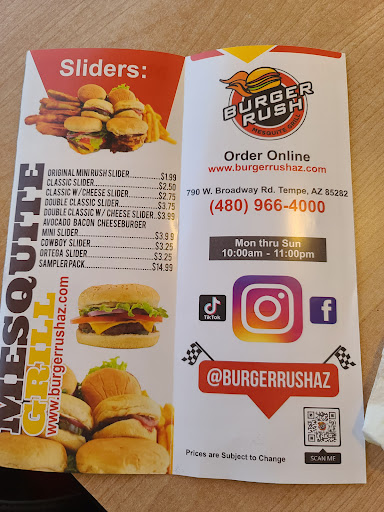 Sliders:
ORIGINAL MINI RUSH SLIDER..........$1.99
CLASSIC SLIDER..........$2.50
CLASSIC W/ CHEESE SLIDER..........$2.75
DOUBLE CLASSIC SLIDER..........$3.75
DOUBLE CLASSIC W/ CHEESE SLIDER..$3.99
AVOCADO BACON CHEESEBURGER
MINI SLIDER..........$3.99
COWBOY SLIDER..........$3.25
ORTEGA SLIDER..........$3.25
SAMPLER PACK..........$14.99
MESQUITE
GRILL
www.burgerrushaz.com
BURGER
RUSH
MESQUITE GRILL
Order Online
www.burgerrushaz.com
790 W. Broadway Rd. Tempe, AZ 85282
(480) 966-4000
Mon thru Sun
10:00am - 11:00pm
TikTok
f
@BURGERRUSHAZ
Prices are Subject to Change
SCAN ME